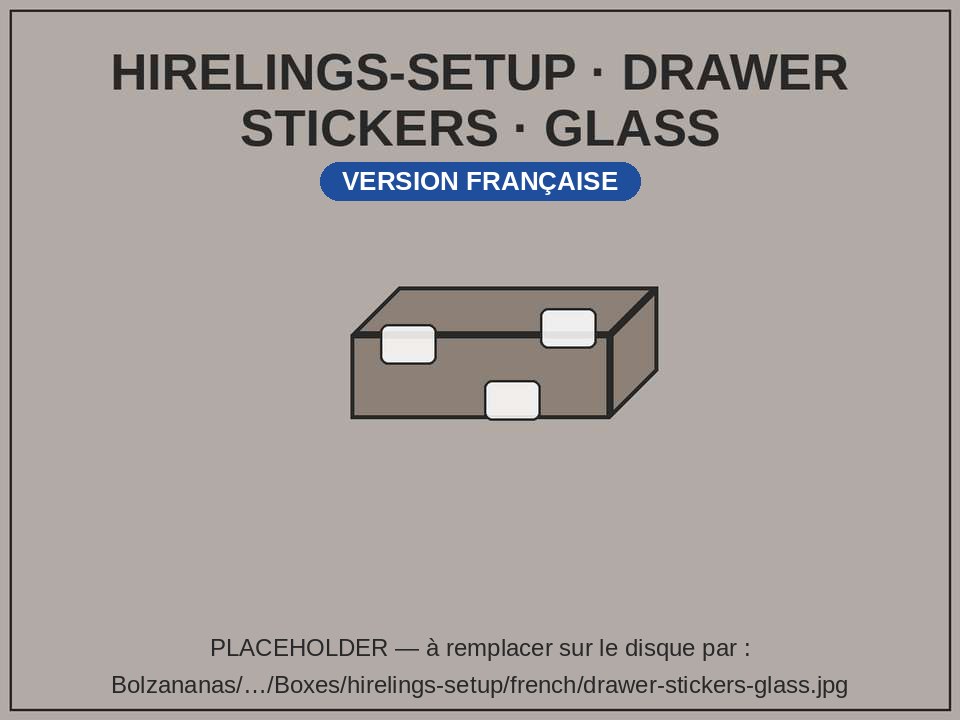 HIRELINGS-SETUP · DRAWER
STICKERS · GLASS
VERSION FRANÇAISE
PLACEHOLDER — à remplacer sur le disque par :
Bolzananas/…/Boxes/hirelings-setup/french/drawer-stickers-glass.jpg